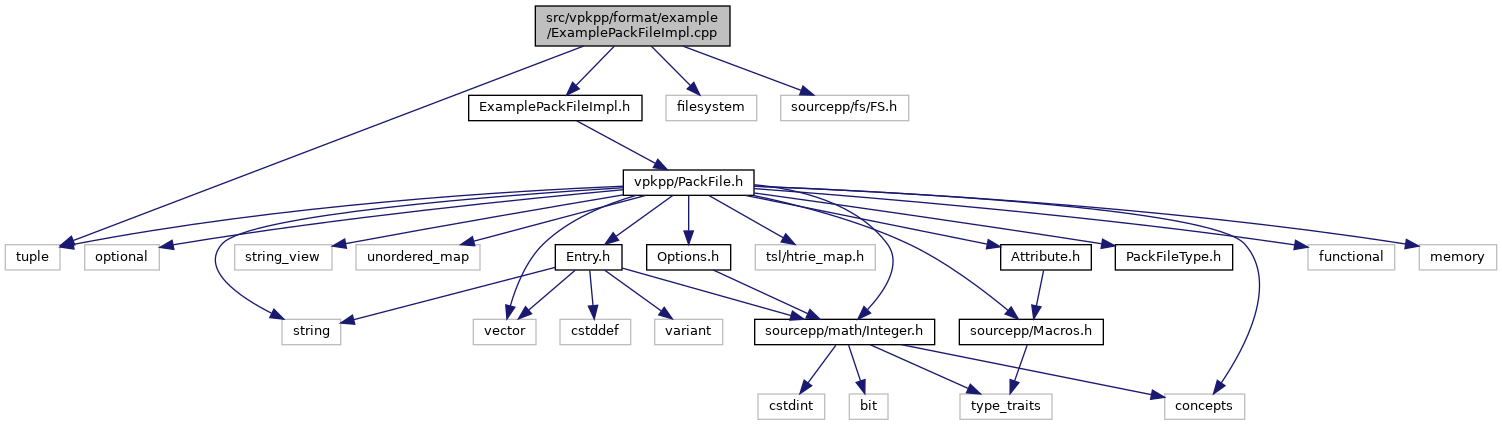 src/vpkpp/format/example
/ExamplePackFileImpl.cpp
ExamplePackFileImpl.h
filesystem
sourcepp/fs/FS.h
vpkpp/PackFile.h
tuple
optional
string_view
unordered_map
Entry.h
Options.h
tsl/htrie_map.h
Attribute.h
PackFileType.h
functional
memory
string
vector
cstddef
variant
sourcepp/math/Integer.h
sourcepp/Macros.h
cstdint
bit
type_traits
concepts